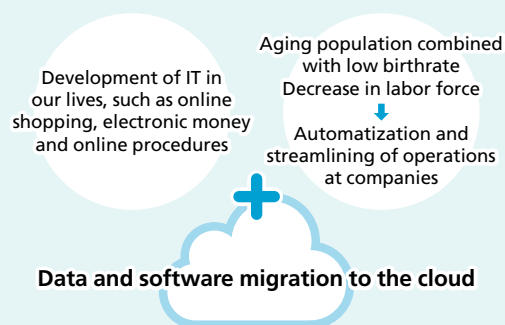 Development of IT in
our lives, such as online
shopping, electronic money
and online procedures
Aging population combined
with low birthrate
Decrease in labor force
Automatization and
streamlining of operations
at companies
Data and software migration to the cloud